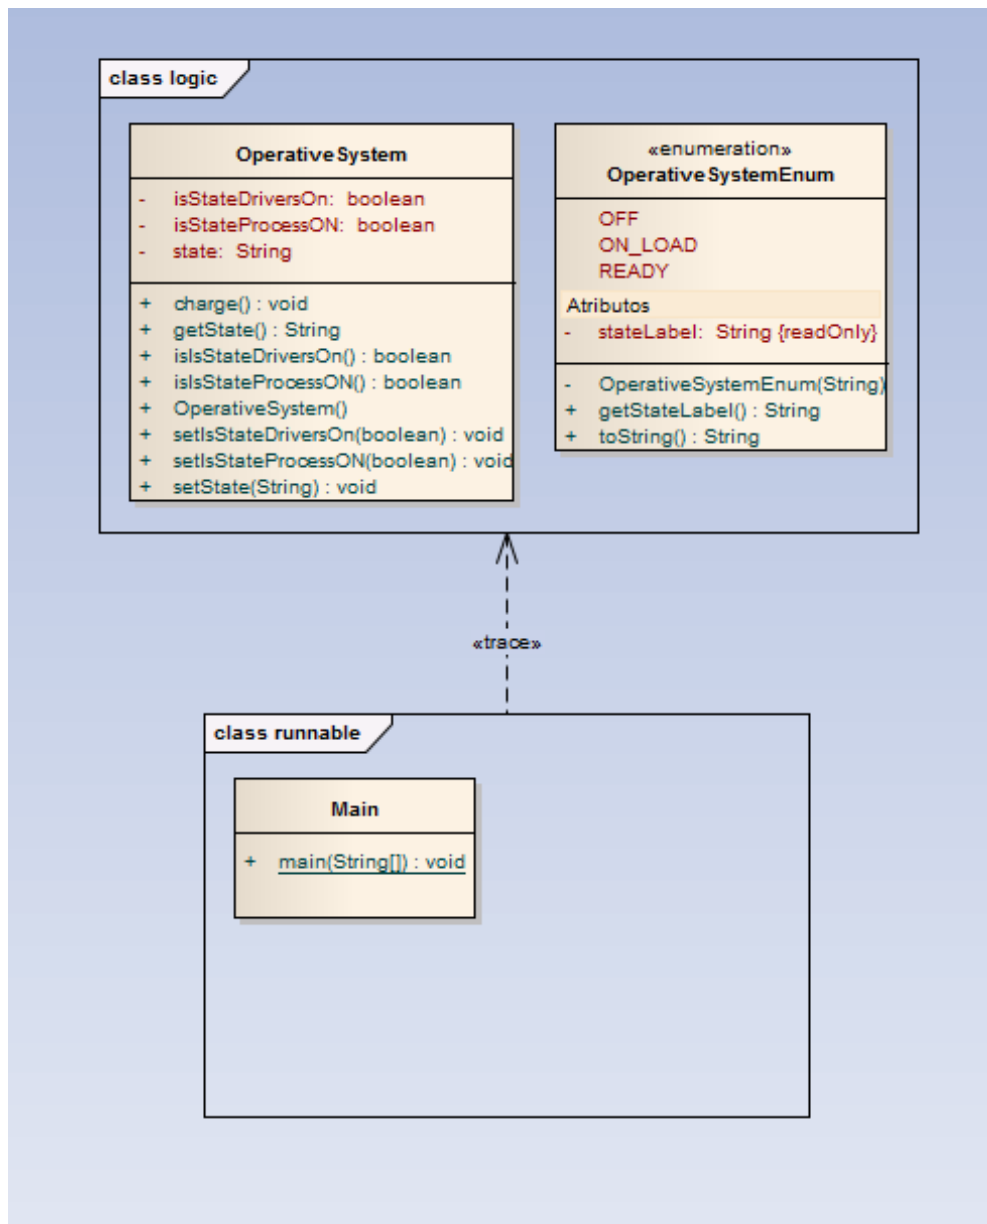 class logic
OperativeSystem
- isStateDriversOn: boolean
- isStateProcessON: boolean
- state: String
+ charge() : void
+ getState() : String
+ isIsStateDriversOn() : boolean
+ isIsStateProcessON() : boolean
+ OperativeSystem()
+ setIsStateDriversOn(boolean) : void
+ setIsStateProcessON(boolean) : void
+ setState(String) : void
«enumeration»
OperativeSystemEnum
OFF
ON_LOAD
READY
Atributos
- stateLabel: String {readOnly}
- OperativeSystemEnum(String)
+ getStateLabel() : String
+ toString() : String
«trace»
class runnable
Main
+ main(String[]) : void